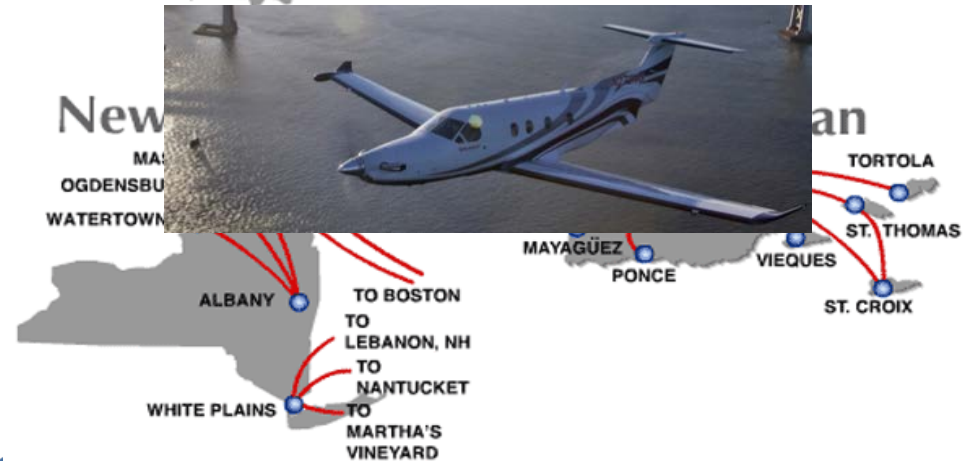 New
an
MAS
OGDENSBU
WATERTOWN
ALBANY
TO BOSTON
TO
LEBANON, NH
TO
NANTUCKET
WHITE PLAINS
TO
MARTHA'S
VINEYARD
TORTOLA
ST. THOMAS
MAYAGÜEZ
PONCE
VIEQUES
ST. CROIX